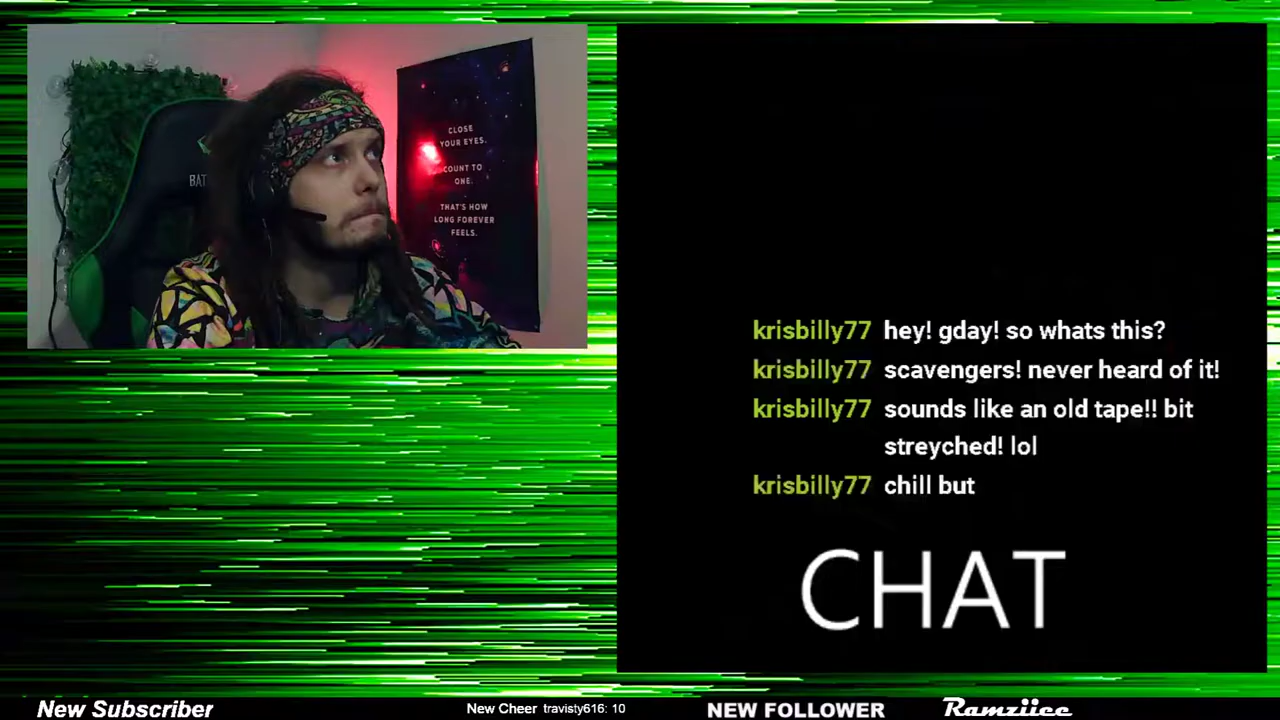 BAT
CLOSE
YOUR EYES.
COUNT TO
ONE.
THAT'S HOW
LONG FOREVER
FEELS.
krisbilly77 hey! gday! so whats this?
krisbilly77 scavengers! never heard of it!
krisbilly77 sounds like an old tape!! bit
streyched! lol
krisbilly77 chill but
CHAT
New Subscriber
New Cheer travisty616: 10
NEW FOLLOWER
Ramziiee